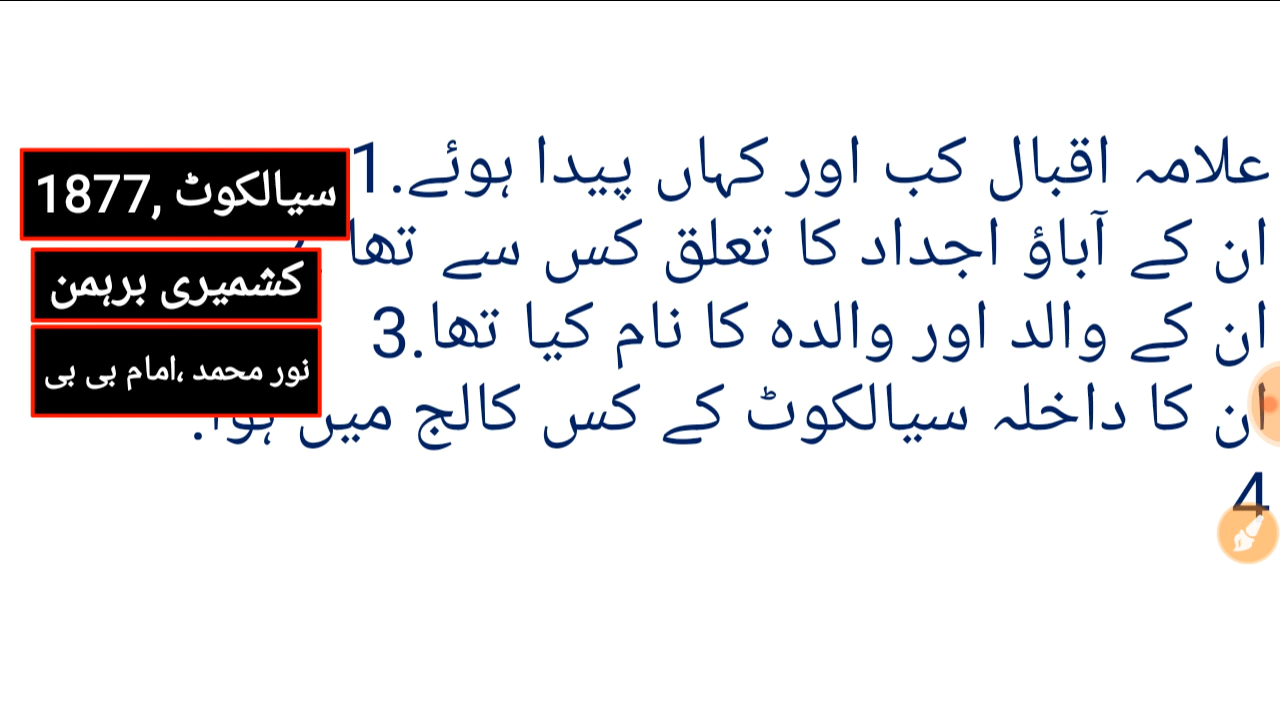 علامہ اقبال کب اور کہاں پیدا ہوئے.1
سیالکوٹ ,1877
ان کے آباؤ اجداد کا تعلق کس سے تھا
کشمیری برہمن
ان کے والد اور والدہ کا نام کیا تھا.3
نور محمد ،امام بی بی
ان کا داخلہ سیالکوٹ کے کس کالج میں ہوا.
4